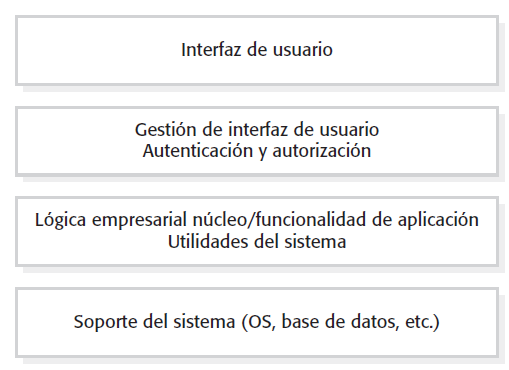 Interfaz de usuario
Gestión de interfaz de usuario
Autenticación y autorización
Lógica empresarial núcleo/funcionalidad de aplicación
Utilidades del sistema
Soporte del sistema (OS, base de datos, etc.)